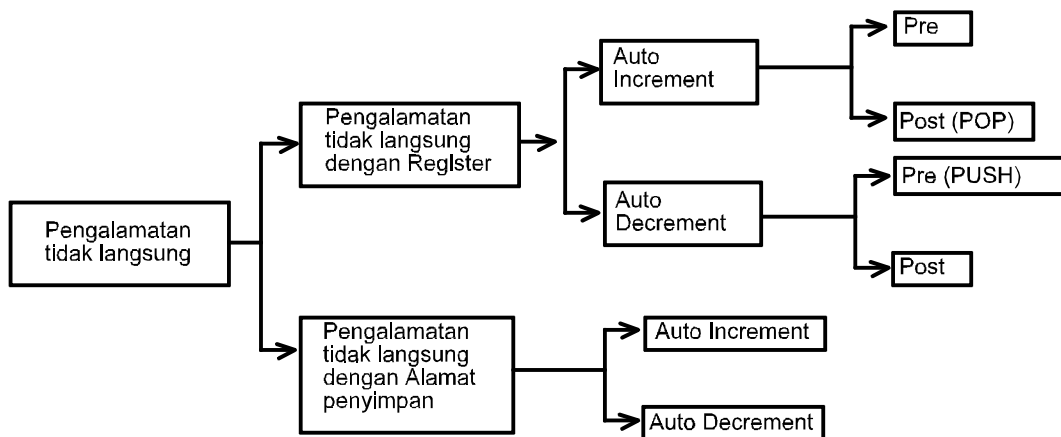 Pengalamatan
tidak langsung
Pengalamatan
tidak langsung
dengan Register
Auto
Increment
Pre
Post (POP)
Auto
Decrement
Pre (PUSH)
Post
Pengalamatan
tidak langsung
dengan Alamat
penyimpan
Auto Increment
Auto Decrement